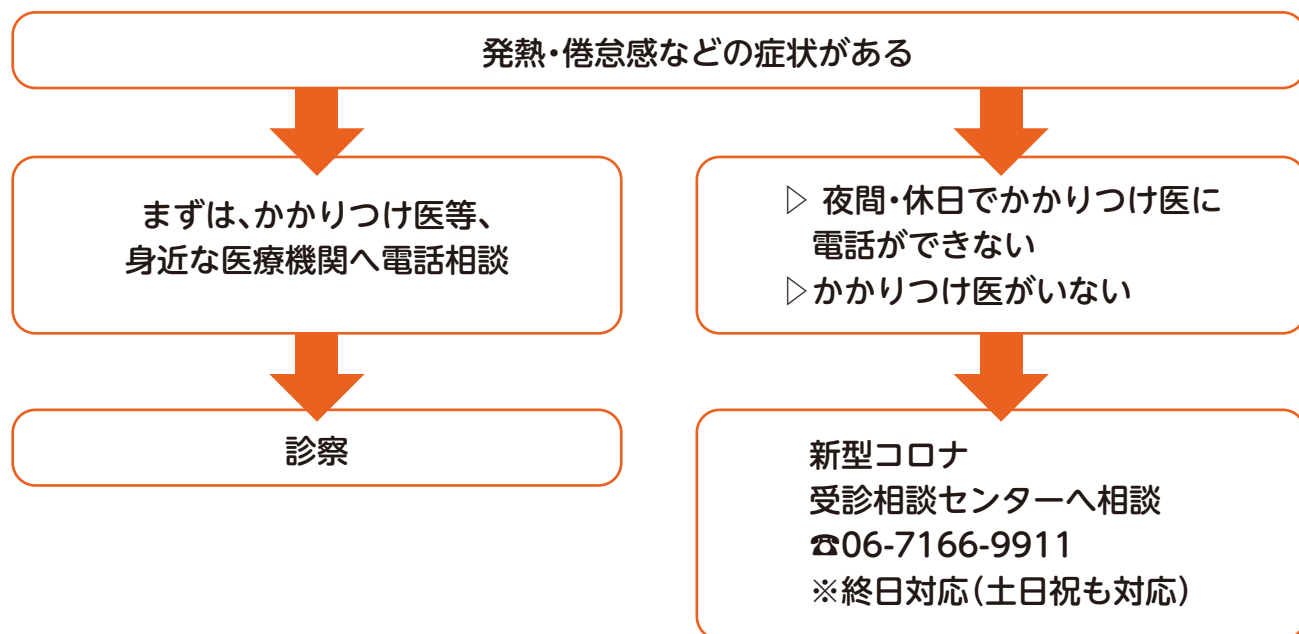 発熱・倦怠感などの症状がある
まずは、かかりつけ医等、
身近な医療機関へ電話相談
▷ 夜間・休日でかかりつけ医に
電話ができない
▷かかりつけ医がいない
診察
新型コロナ
受診相談センターへ相談
☎06-7166-9911
※終日対応(土日祝も対応)